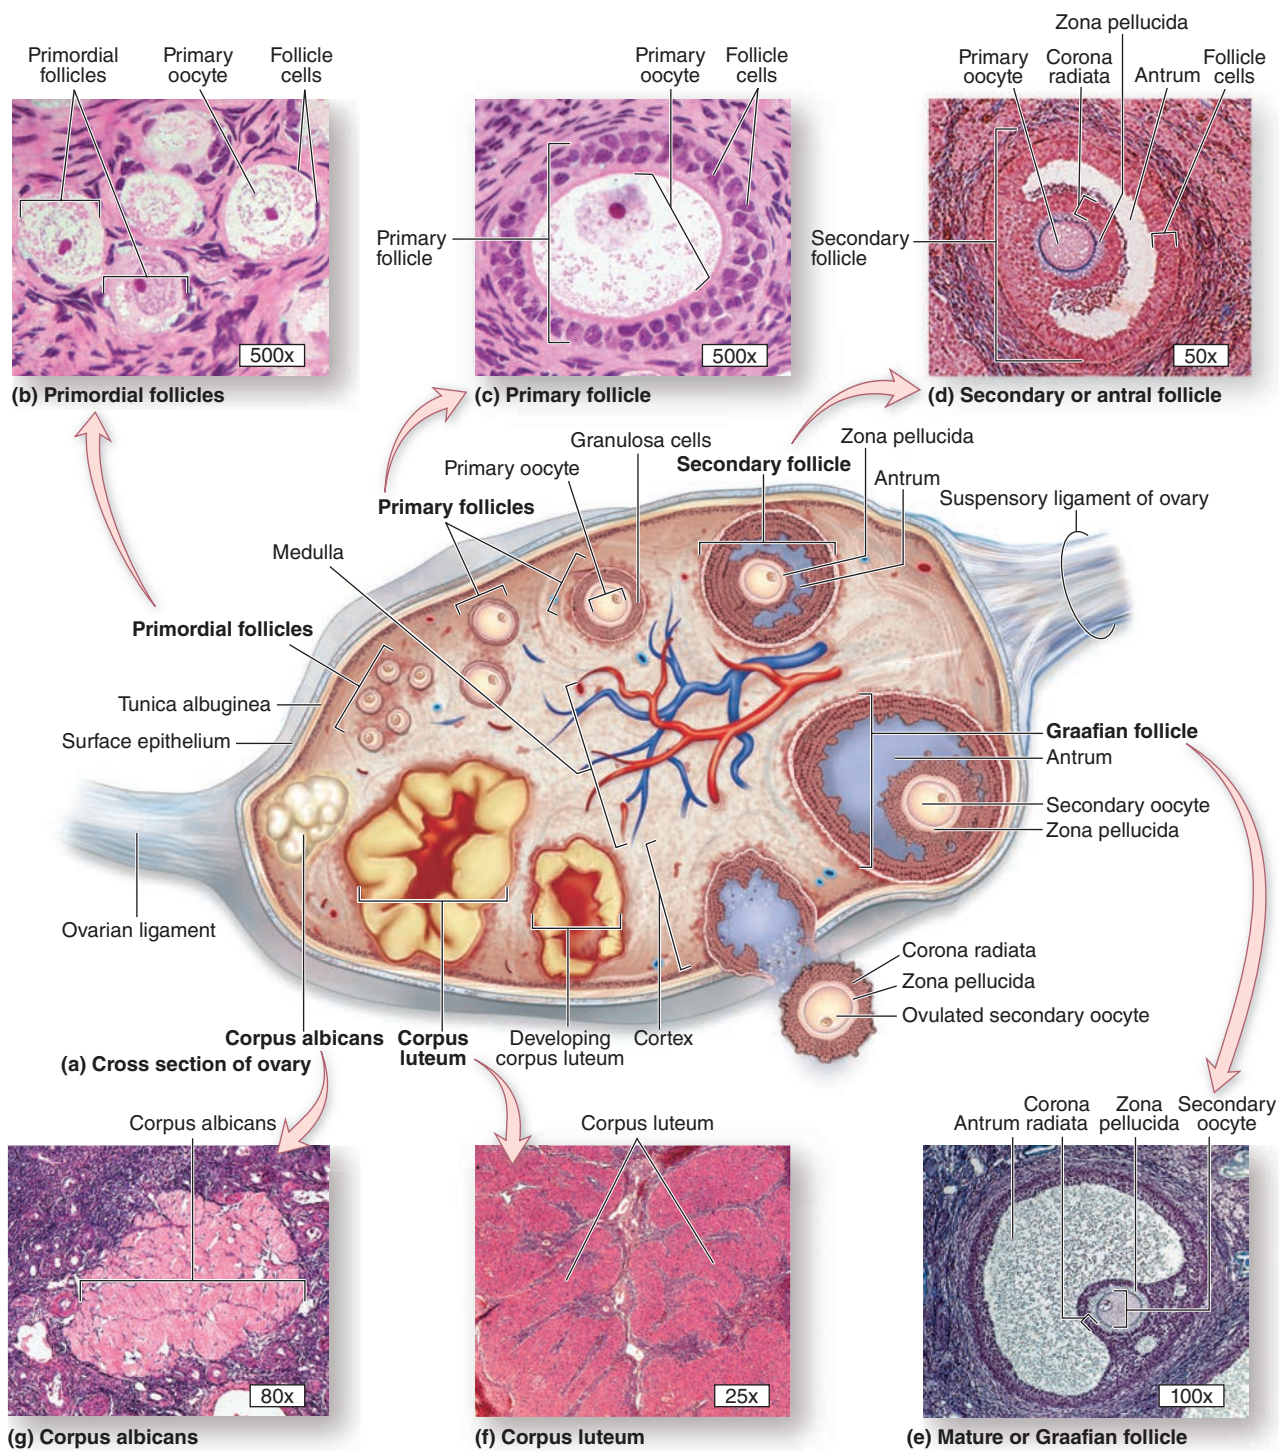 Primordial
follicles
Primary
oocyte
Follicle
cells
500x
(b) Primordial follicles
Primary
oocyte
Follicle
cells
Primary
follicle
500x
(c) Primary follicle
Zona pellucida
Primary
oocyte
Corona
radiata
Antrum
Follicle
cells
Secondary
follicle
50x
(d) Secondary or antral follicle
Granulosa cells
Primary oocyte
Primary follicles
Medulla
Secondary follicle
Zona pellucida
Antrum
Suspensory ligament of ovary
Primordial follicles
Tunica albuginea
Surface epithelium
Graafian follicle
Antrum
Secondary oocyte
Zona pellucida
Ovarian ligament
Corona radiata
Zona pellucida
Ovulated secondary oocyte
Corpus albicans
Corpus
luteum
Developing
corpus luteum
Cortex
(a) Cross section of ovary
Corpus albicans
80x
(g) Corpus albicans
Corpus luteum
25x
(f) Corpus luteum
Antrum
Corona
radiata
Zona
pellucida
Secondary
oocyte
100x
(e) Mature or Graafian follicle